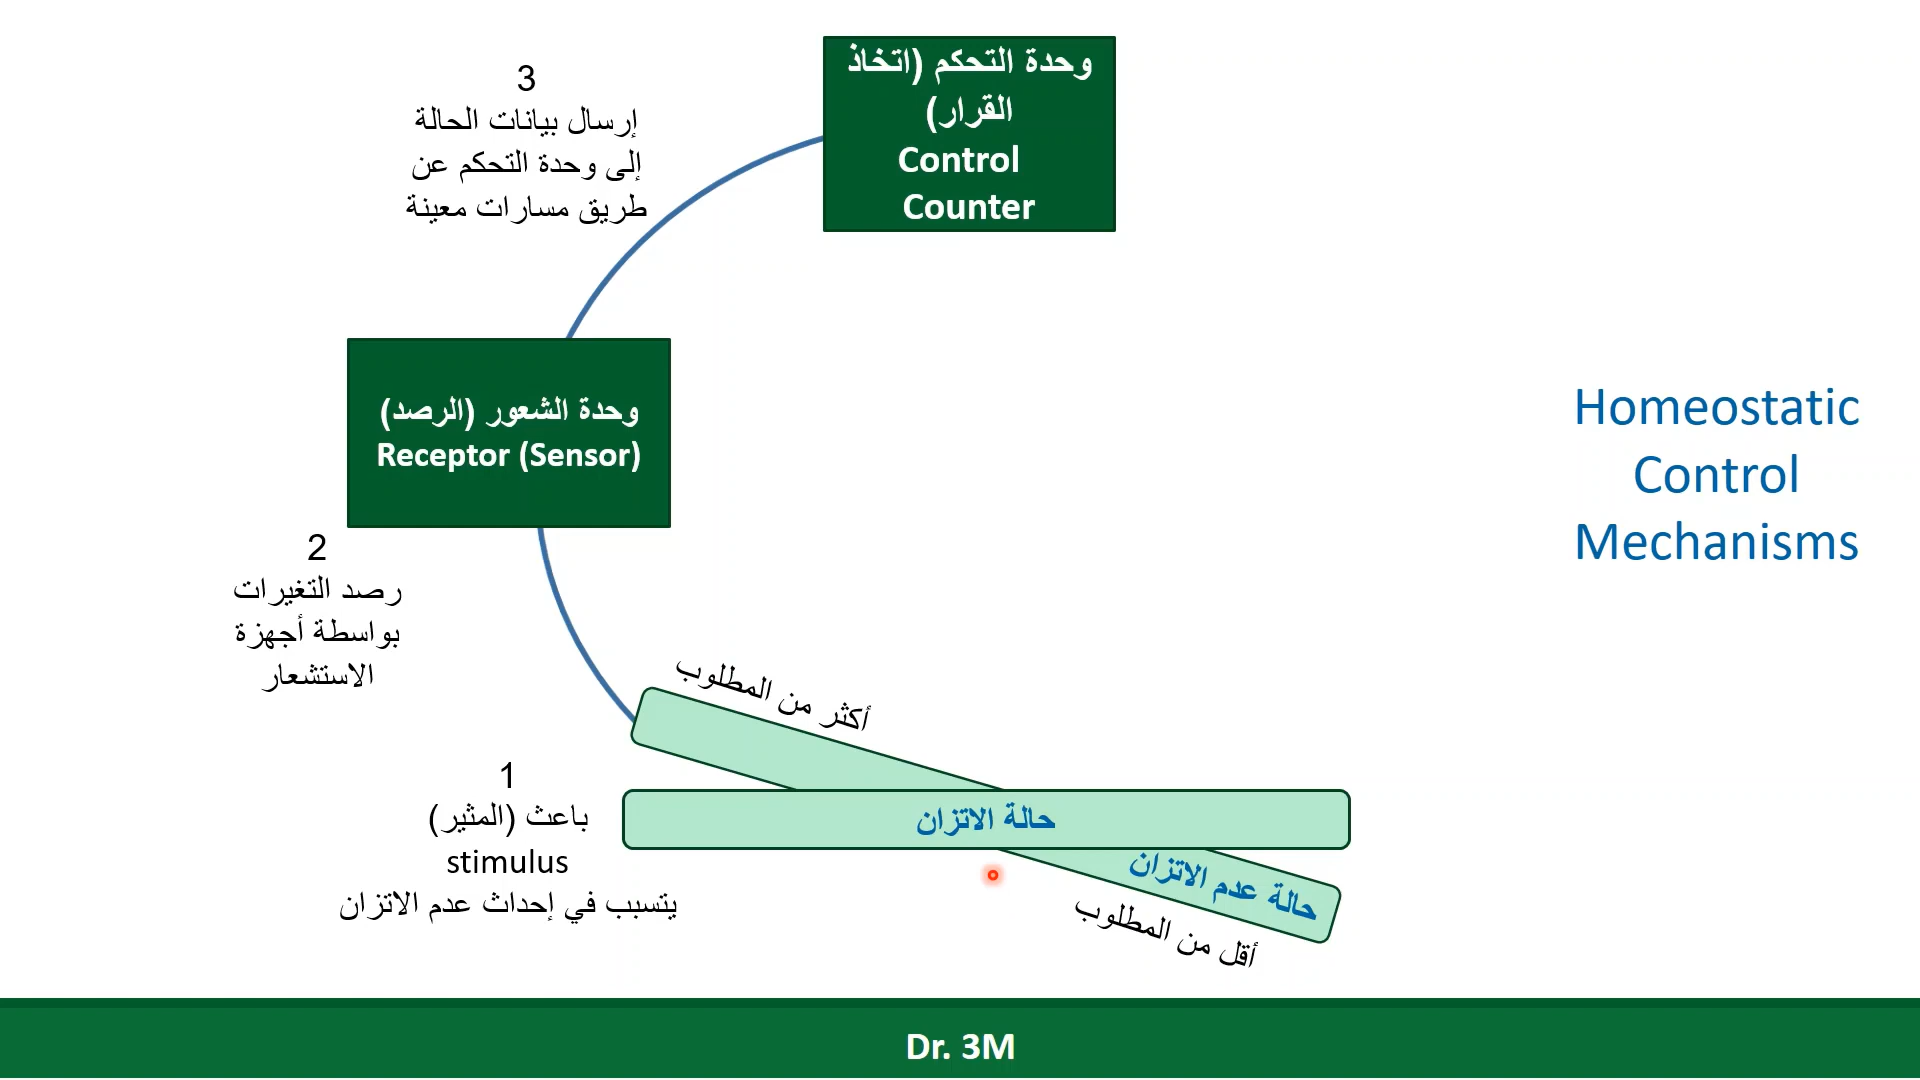 وحدة التحكم (اتخاذ
القرار)
Control
Counter
3
إرسال بيانات الحالة
إلى وحدة التحكم عن
طريق مسارات معينة
وحدة الشعور (الرصد)
Receptor (Sensor)
Homeostatic
Control
Mechanisms
2
رصد التغيرات
بواسطة أجهزة
الاستشعار
أكثر من المطلوب
1
باعث (المثير)
stimulus
يتسبب في إحداث عدم الاتزان
حالة الاتزان
حالة عدم الاتزان
أقل من المطلوب
Dr. 3M